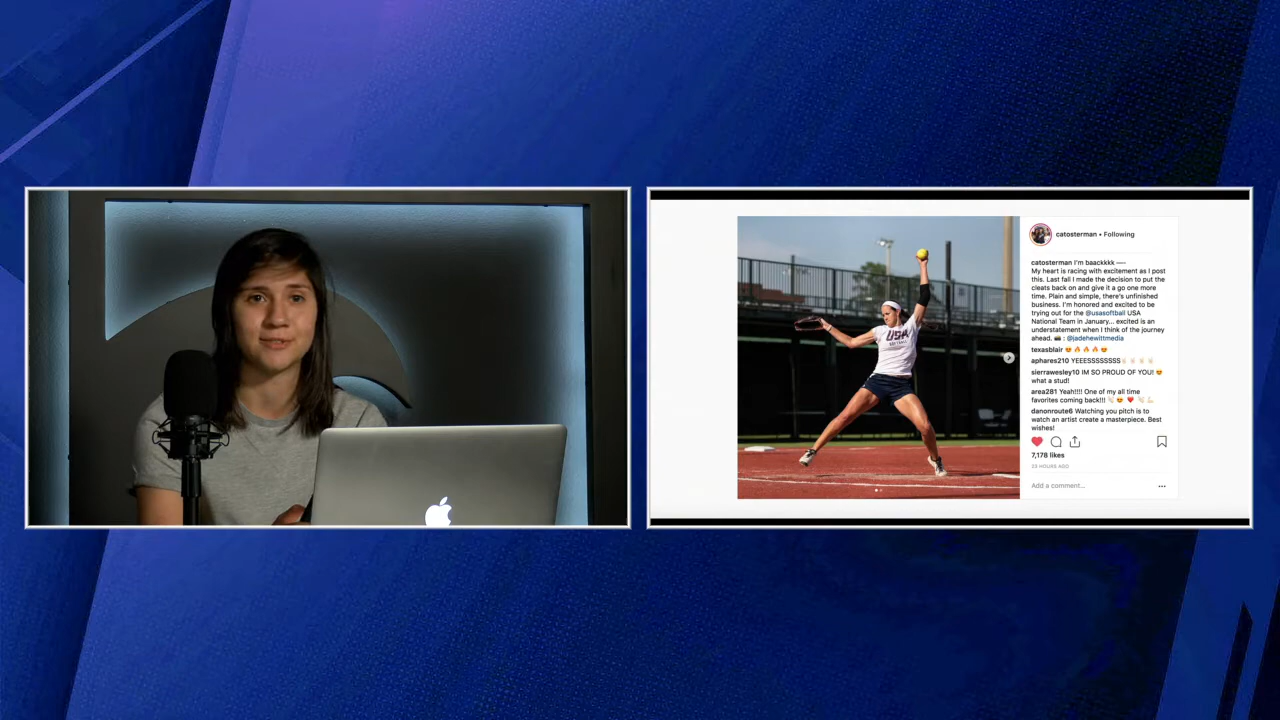 USA
SOFTBALL
catosterman • Following
catosterman I'm baackkkk ----
My heart is racing with excitement as I post
this. Last fall I made the decision to put the
cleats back on and give it a go one more
time. Plain and simple, there's unfinished
business. I'm honored and excited to be
trying out for the @usasoftball USA
National Team in January... excited is an
understatement when I think of the journey
ahead. 📸 : @jadehewittmedia
texasblair 😍 🔥 🔥 🔥 😍
aphares210 YEEESSSSSSSS👏🏻 👏🏻 👏🏻 👏🏻
sierrawesley10 IM SO PROUD OF YOU! 😍
what a stud!
area281 Yeah!!!! One of my all time
favorites coming back!!! 🤘🏻 😍 ❤️ 🤘🏻 💪🏻
danonroute6 Watching you pitch is to
watch an artist create a masterpiece. Best
wishes!
7,178 likes
23 HOURS AGO
Add a comment...